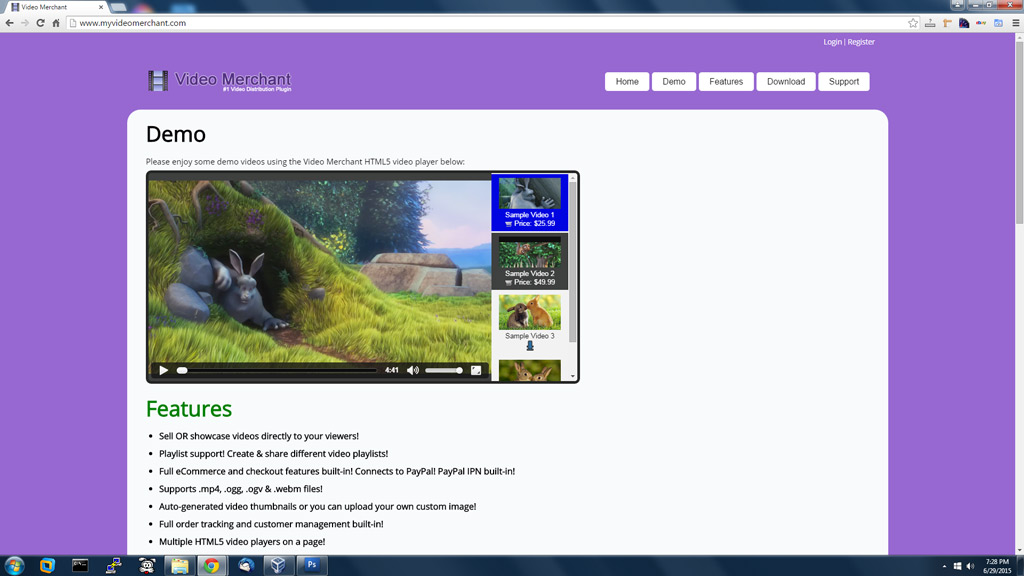 Video Merchant
www.myvideomerchant.com
Login | Register
Video Merchant
#1 Video Distribution Plugin
Home Demo Features Download Support
Demo
Please enjoy some demo videos using the Video Merchant HTML5 video player below:
Sample Video 1
Price: $25.99
Sample Video 2
Price: $49.99
Sample Video 3
4:41
Features
Sell OR showcase videos directly to your viewers!
Playlist support! Create & share different video playlists!
Full eCommerce and checkout features built-in! Connects to PayPal! PayPal IPN built-in!
Supports .mp4, .ogg, .ogv & .webm files!
Auto-generated video thumbnails or you can upload your own custom image!
Full order tracking and customer management built-in!
Multiple HTML5 video players on a page!
Ps
7:28 PM
6/29/2015